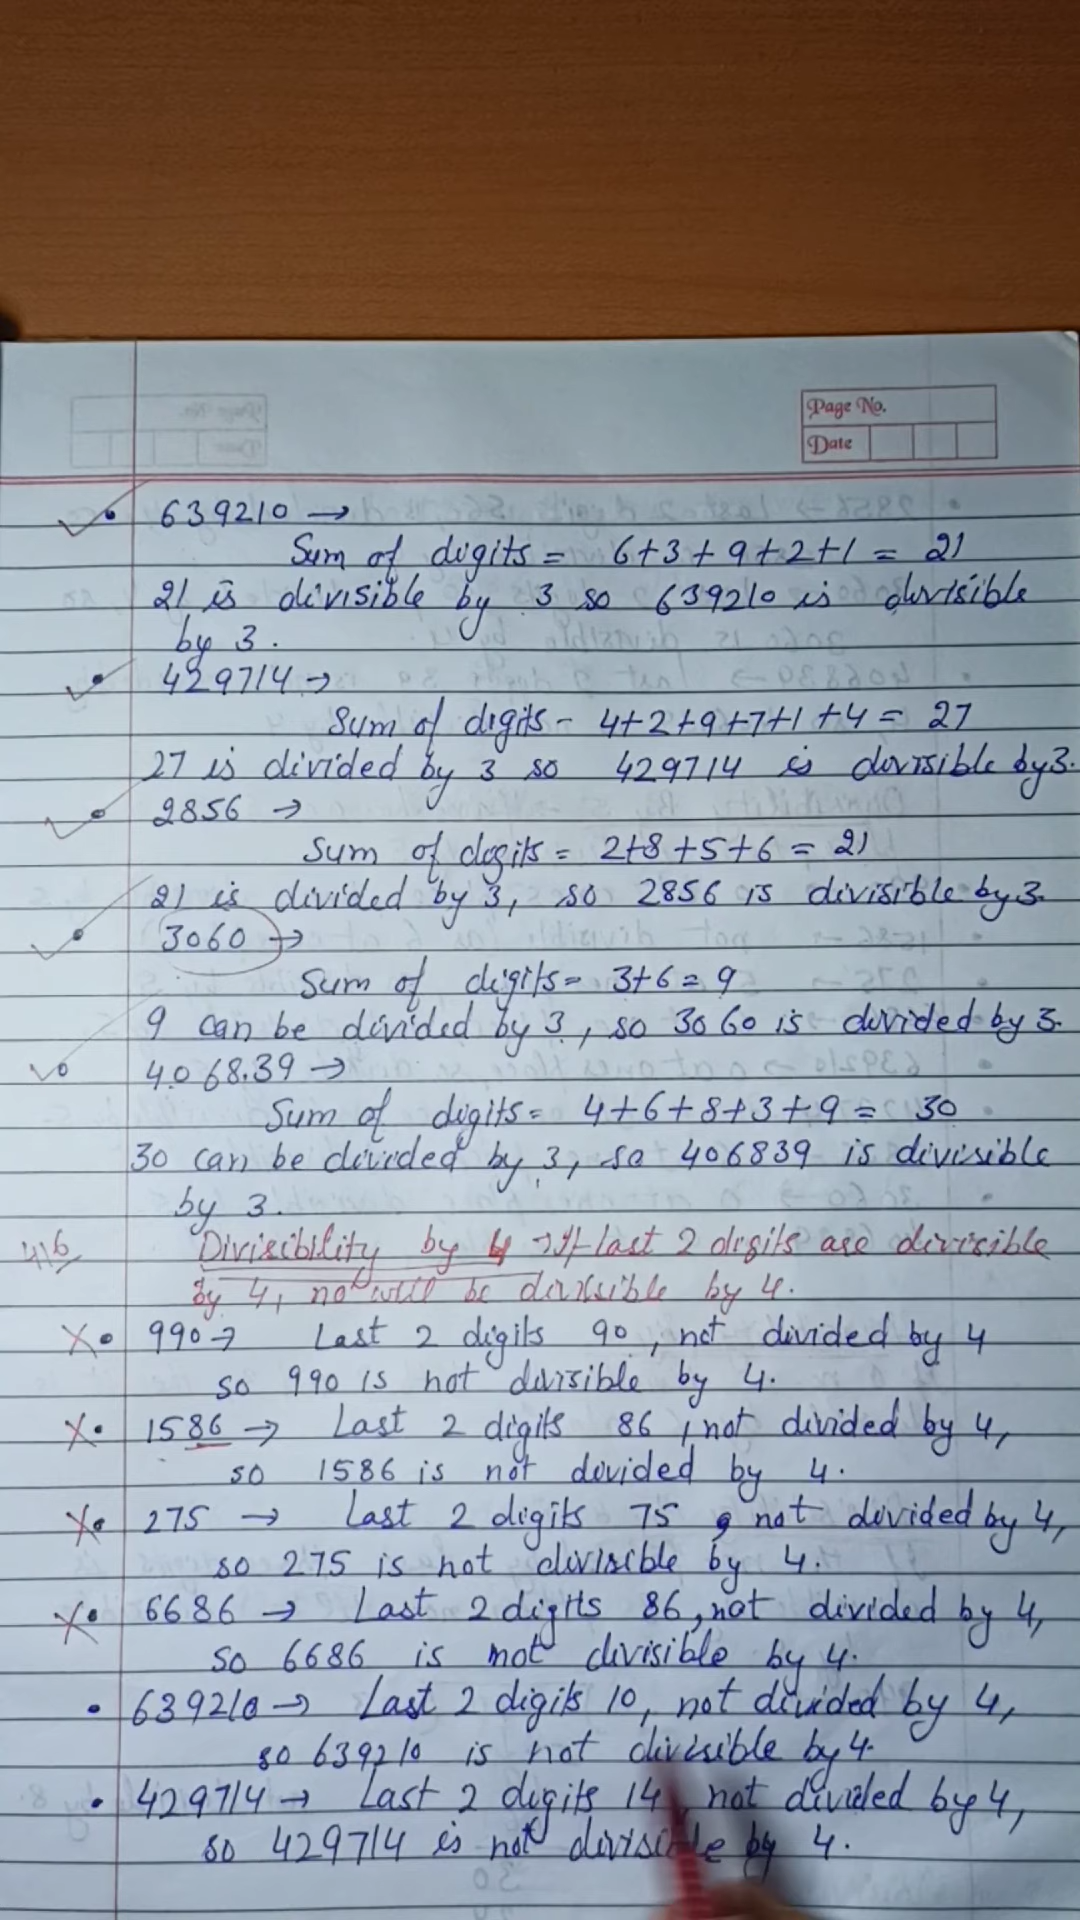 Page No.
Date
639210 →
Sum of digits = 6+3+9+2+1 = 21
21 is divisible by 3 so 639210 is divisible
by 3.
429714 →
Sum of digits - 4+2+9+7+1+4 = 27
27 is divided by 3 so 429714 is divisible by 3.
2856 →
Sum of digits = 2+8+5+6 = 21
21 is divided by 3, so 2856 is divisible by 3.
3060 →
Sum of digits = 3+6 = 9
9 can be divided by 3, so 3060 is divided by 3.
406839 →
Sum of digits = 4+6+8+3+9 = 30
30 can be divided by 3, so 406839 is divisible
by 3.
Divisibility by 4 → If last 2 digits are divisible
by 4, no will be divisible by 4.
X • 990 → Last 2 digits 90, not divided by 4
so 990 is not divisible by 4.
X • 1586 → Last 2 digits 86, not divided by 4,
so 1586 is not divided by 4.
X • 275 → Last 2 digits 75, not divided by 4,
so 275 is not divisible by 4.
X • 6686 → Last 2 digits 86, not divided by 4,
so 6686 is not divisible by 4.
• 639210 → Last 2 digits 10, not divided by 4,
so 639210 is not divisible by 4.
• 429714 → Last 2 digits 14, not divided by 4,
so 429714 is not divisible by 4.